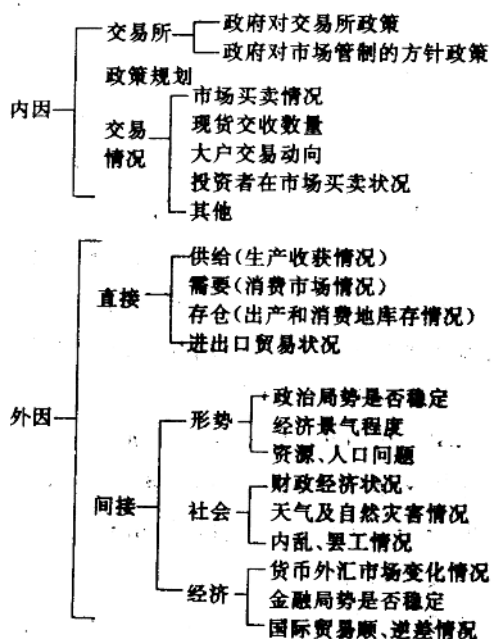 政府对交易所政策
交易所
政府对市场管制的方针政策
政策规划
内因
市场买卖情况
交易
情况
现货交收数量
大户交易动向
投资者在市场买卖状况
其他
供给(生产收获情况)
直接
需要(消费市场情况)
存仓(出产和消费地库存情况)
进出口贸易状况
外因
政治局势是否稳定
形势
经济景气程度
资源、人口问题
间接
财政经济状况
社会
天气及自然灾害情况
内乱、罢工情况
货币外汇市场变化情况
经济
金融局势是否稳定
国际贸易顺、逆差情况